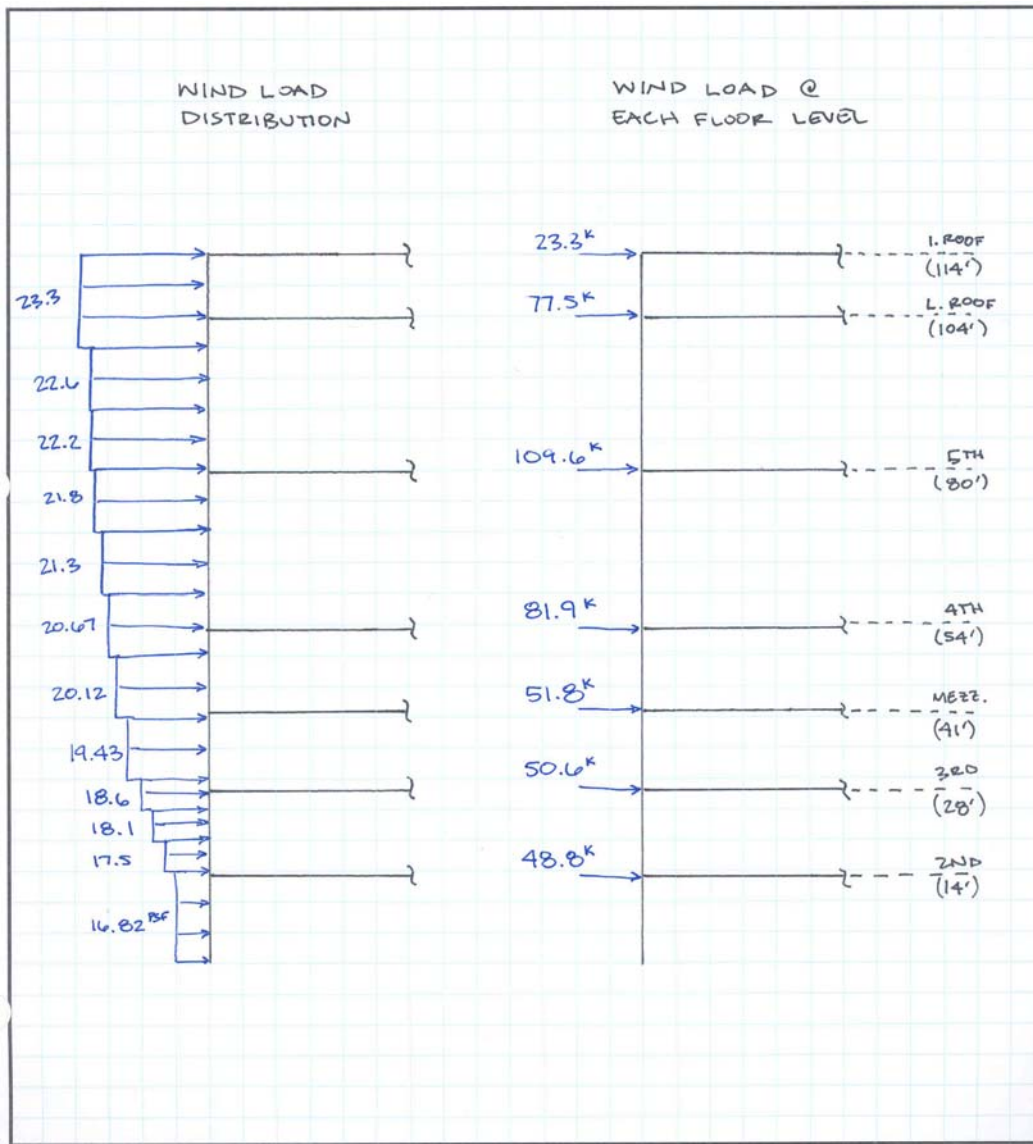 WIND LOAD
DISTRIBUTION
WIND LOAD @
EACH FLOOR LEVEL
23.3
22.6
22.2
21.8
21.3
20.67
20.12
19.43
18.6
18.1
17.5
16.82 PSF
23.3K
77.5K
109.6K
81.9K
51.8K
50.6K
48.8K
(114')
L. ROOF
(104')
5TH
(80')
4TH
(54')
MEZZ.
(41')
3RD
(28')
2ND
(14')